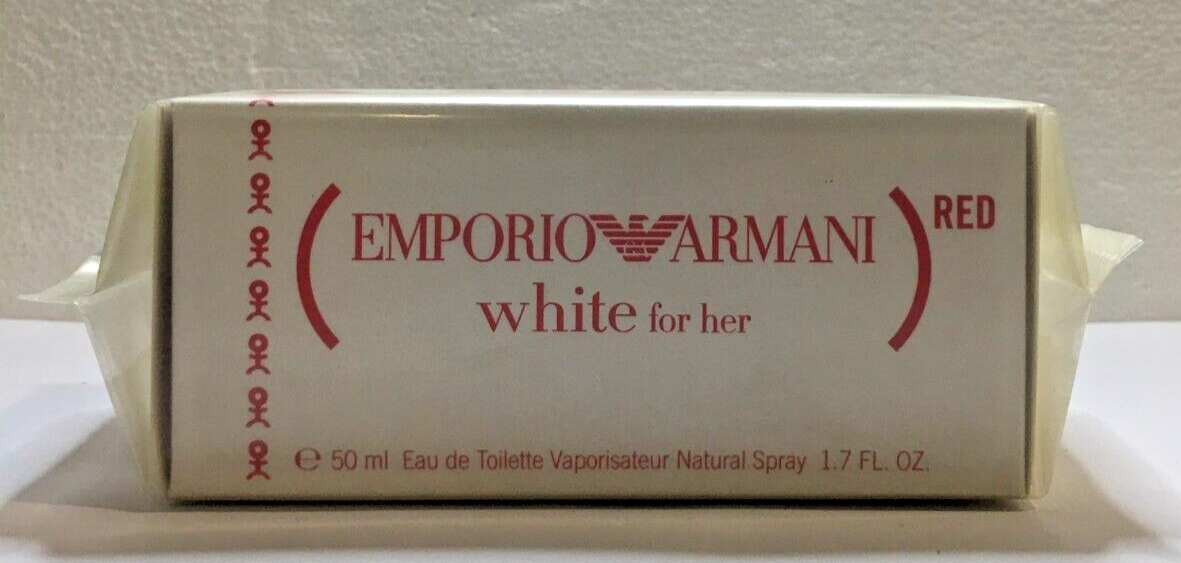 EMPORIO ARMANI RED
white for her
℮ 50 ml Eau de Toilette Vaporisateur Natural Spray 1.7 FL. OZ.